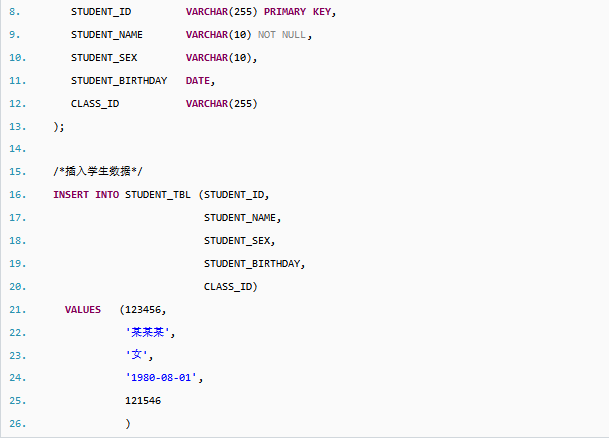 8. STUDENT_ID VARCHAR(255) PRIMARY KEY,
9. STUDENT_NAME VARCHAR(10) NOT NULL,
10. STUDENT_SEX VARCHAR(10),
11. STUDENT_BIRTHDAY DATE,
12. CLASS_ID VARCHAR(255)
13. );
14.
15. /*插入学生数据*/
16. INSERT INTO STUDENT_TBL (STUDENT_ID,
17. STUDENT_NAME,
18. STUDENT_SEX,
19. STUDENT_BIRTHDAY,
20. CLASS_ID)
21. VALUES (123456,
22. '某某某',
23. '女',
24. '1980-08-01',
25. 121546
26. )